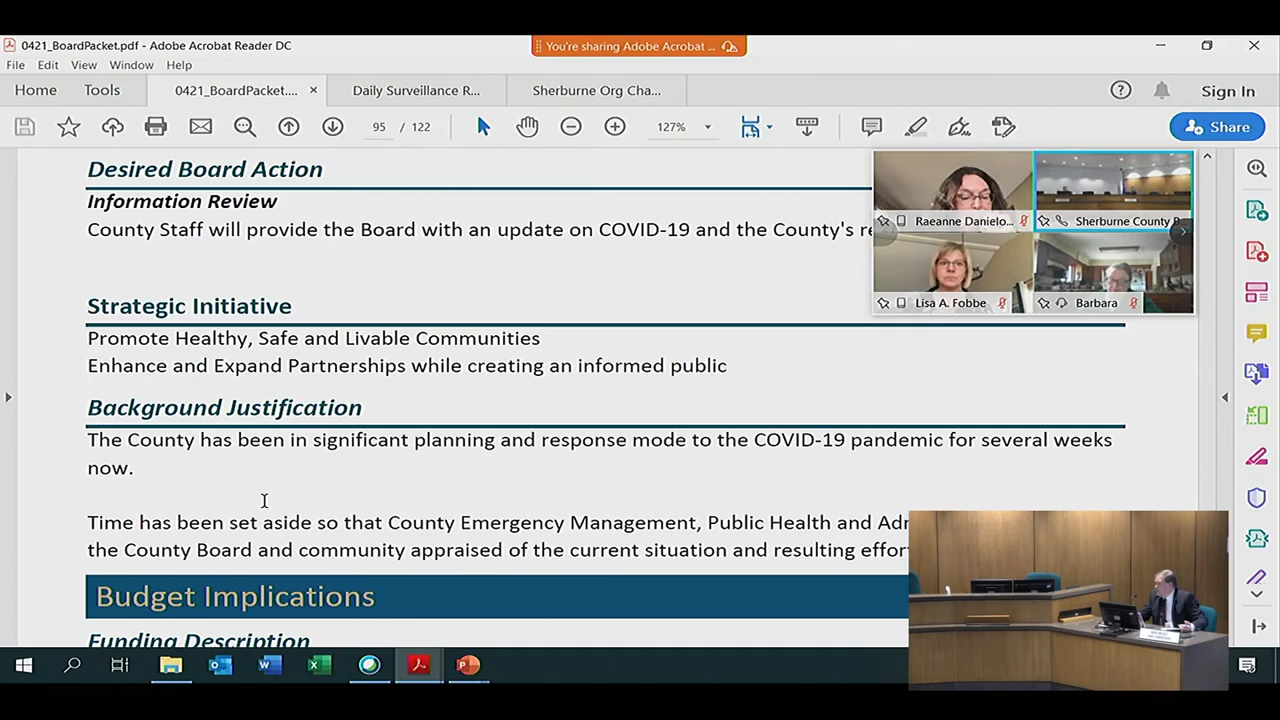 0421_BoardPacket.pdf - Adobe Acrobat Reader DC
You're sharing Adobe Acrobat ...
File Edit View Window Help
Home Tools 0421_BoardPacket.... × Daily Surveillance R... Sherburne Org Cha... Sign In
95 / 122 127% Share
Desired Board Action
Information Review
County Staff will provide the Board with an update on COVID-19 and the County's re
Raeanne Danielo...
Sherburne County
Lisa A. Fobbe
Barbara
Strategic Initiative
Promote Healthy, Safe and Livable Communities
Enhance and Expand Partnerships while creating an informed public
Background Justification
The County has been in significant planning and response mode to the COVID-19 pandemic for several weeks
now.
Time has been set aside so that County Emergency Management, Public Health and Adm
the County Board and community appraised of the current situation and resulting effor
Budget Implications
Funding Description